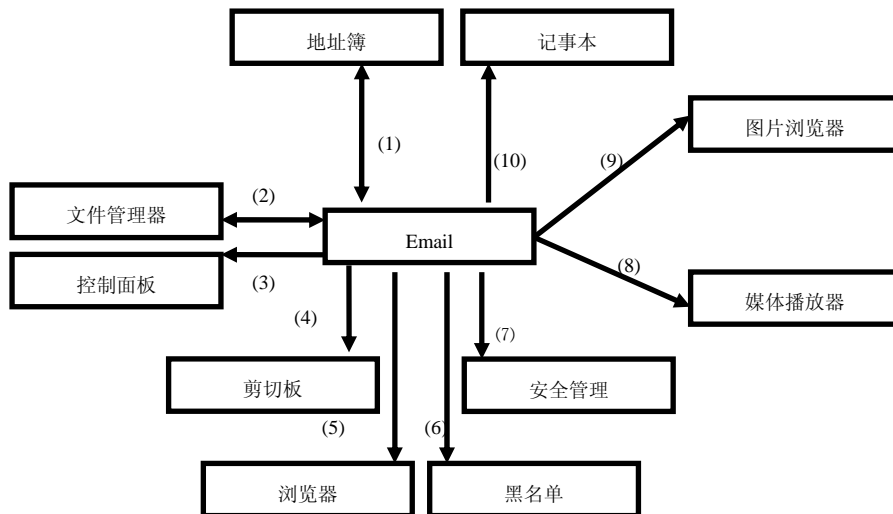 地址簿
记事本
图片浏览器
(1)
(10)
(9)
(2)
文件管理器
Email
控制面板
(3)
(8)
媒体播放器
(4)
(7)
剪切板
安全管理
(5)
(6)
浏览器
黑名单